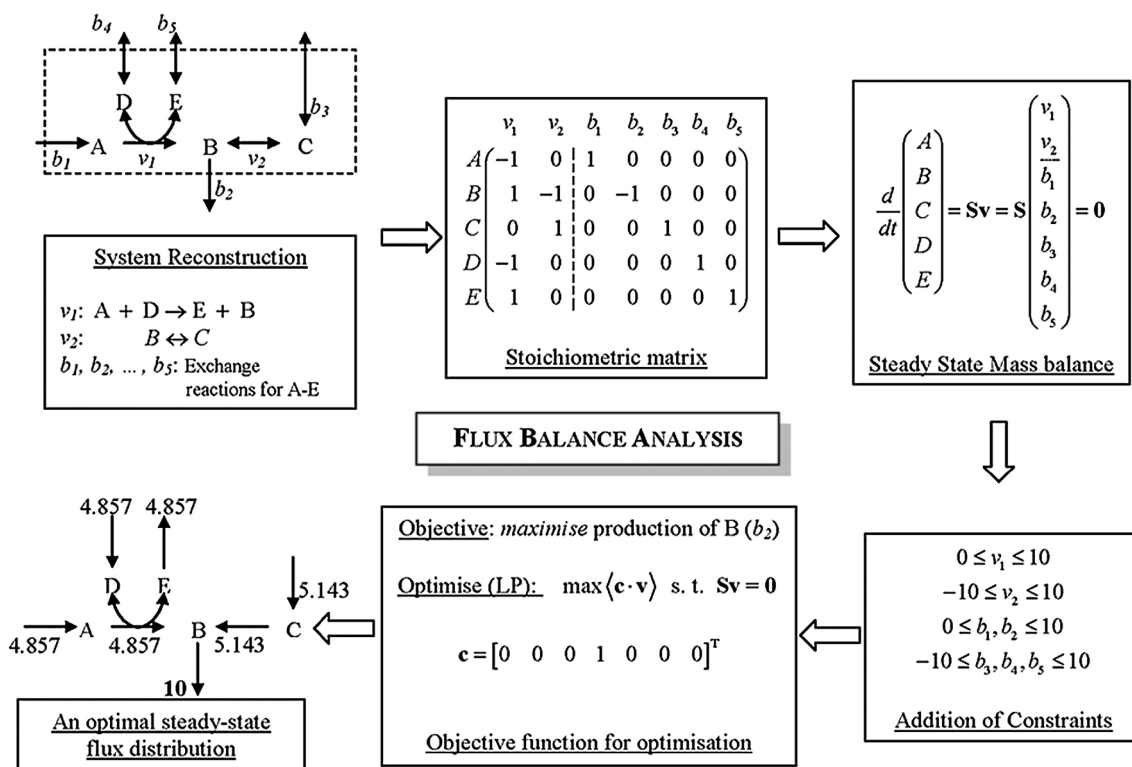 b4 b5
D E b3
b1 A v1 B v2 C
b2
System Reconstruction
v1: A + D → E + B
v2: B ↔ C
b1, b2, ... , b5: Exchange
reactions for A-E
v1 v2 b1 b2 b3 b4 b5
A −1 0 1 0 0 0 0
B 1 −1 0 −1 0 0 0
C 0 1 0 0 1 0 0
D −1 0 0 0 0 1 0
E 1 0 0 0 0 0 1
Stoichiometric matrix
d/dt (A B C D E) = Sv = S (v1 v2 b1 b2 b3 b4 b5) = 0
Steady State Mass balance
FLUX BALANCE ANALYSIS
0 ≤ v1 ≤ 10
−10 ≤ v2 ≤ 10
0 ≤ b1, b2 ≤ 10
−10 ≤ b3, b4, b5 ≤ 10
Addition of Constraints
Objective: maximise production of B (b2)
Optimise (LP): max⟨c · v⟩ s. t. Sv = 0
c = [0 0 0 1 0 0 0]T
Objective function for optimisation
4.857 4.857
5.143
D E
A B C
4.857 4.857 5.143
10
An optimal steady-state
flux distribution